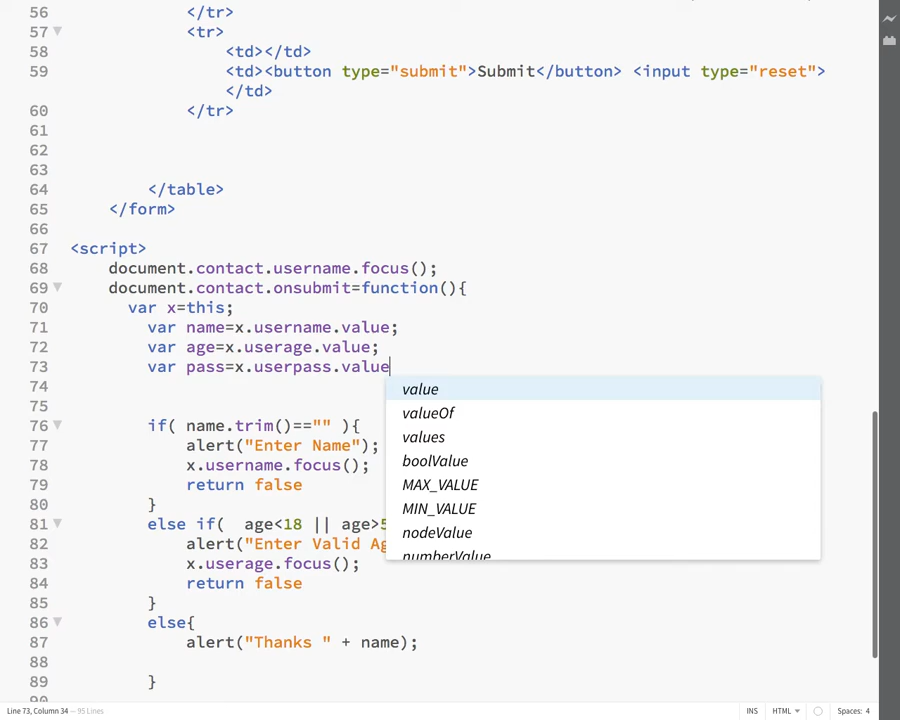 56 </tr>
57 <tr>
58 <td></td>
59 <td><button type="submit">Submit</button> <input type="reset">
</td>
60 </tr>
61
62
63
64 </table>
65 </form>
66
67 <script>
68 document.contact.username.focus();
69 document.contact.onsubmit=function(){
70 var x=this;
71 var name=x.username.value;
72 var age=x.userage.value;
73 var pass=x.userpass.value
74
75
value
valueOf
values
boolValue
MAX_VALUE
MIN_VALUE
nodeValue
numberValue
76 if( name.trim()=="" ){
77 alert("Enter Name");
78 x.username.focus();
79 return false
80 }
81 else if( age<18 || age>5
82 alert("Enter Valid Ag
83 x.userage.focus();
84 return false
85 }
86 else{
87 alert("Thanks " + name);
88
89 }
90
Line 73, Column 34 — 95 Lines
INS HTML Spaces: 4